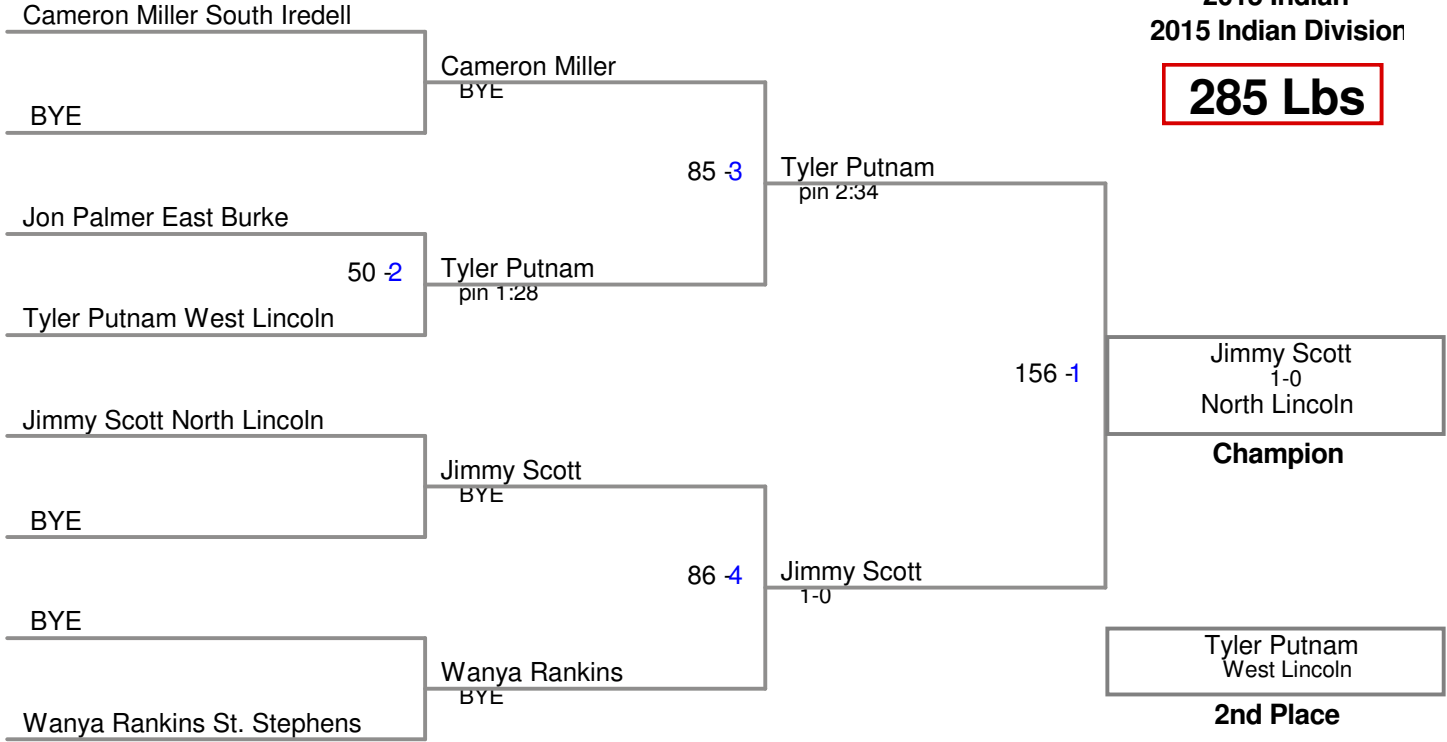 2015 Indian
2015 Indian Division
285 Lbs
Cameron Miller South Iredell
BYE
Jon Palmer East Burke
Tyler Putnam West Lincoln
Jimmy Scott North Lincoln
BYE
BYE
Wanya Rankins St. Stephens
50 -2
Cameron Miller
BYE
Tyler Putnam
pin 1:28
Jimmy Scott
BYE
Wanya Rankins
BYE
85 -3
86 -4
Tyler Putnam
pin 2:34
Jimmy Scott
1-0
156 -1
Jimmy Scott
1-0
North Lincoln
Champion
Tyler Putnam
West Lincoln
2nd Place